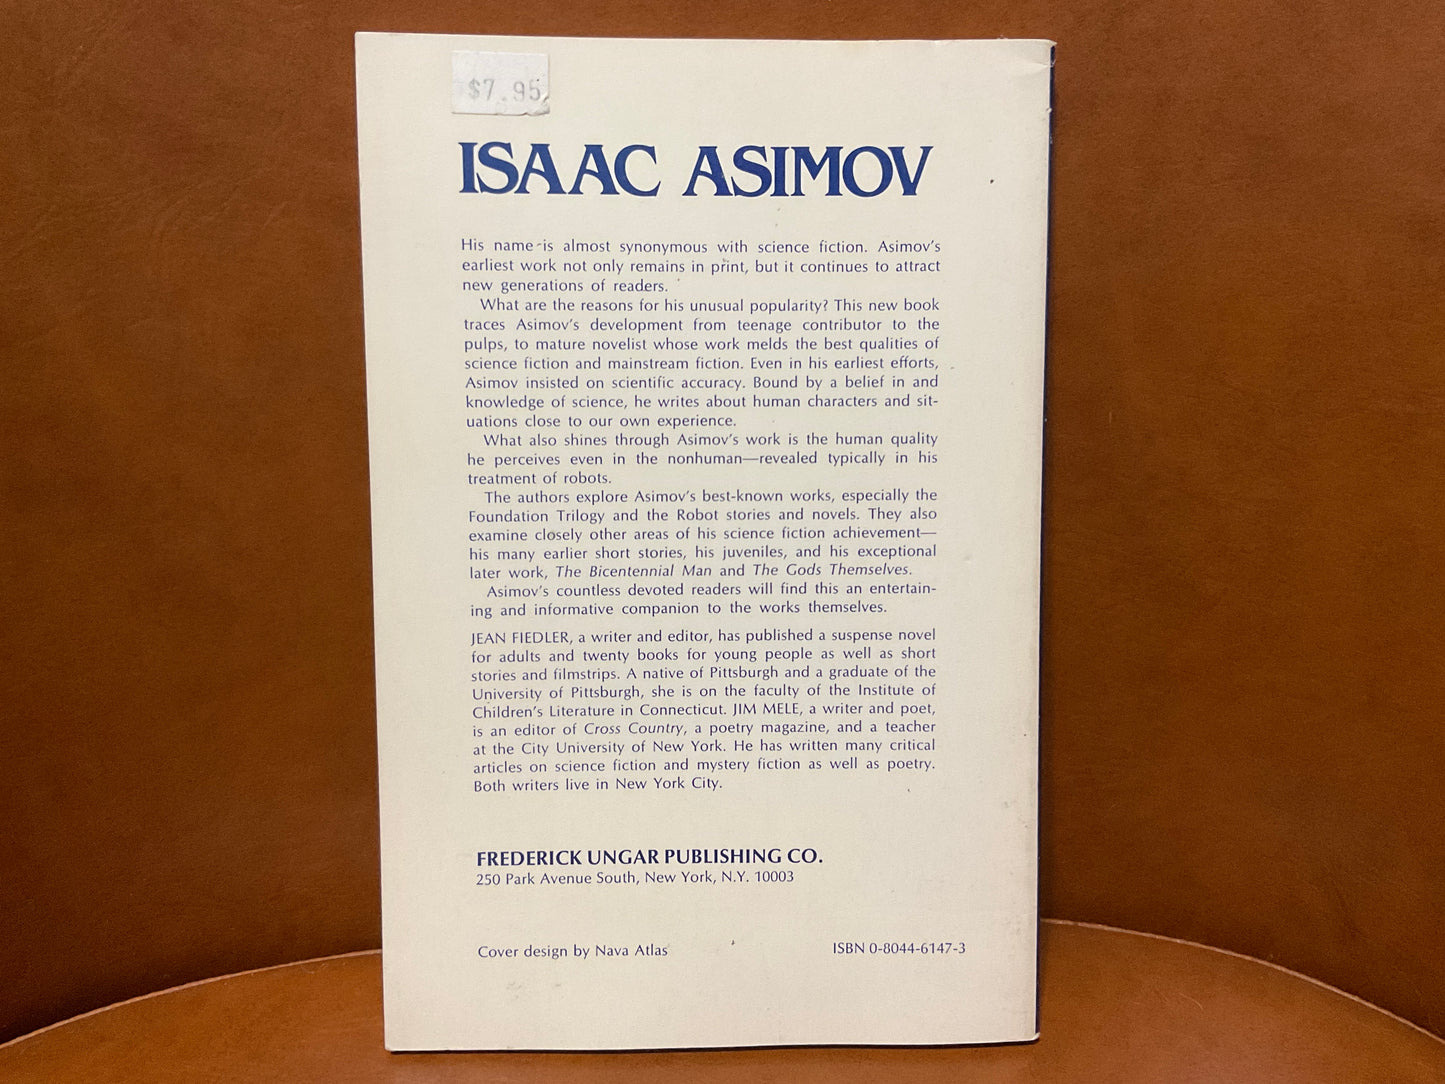 $7.95
ISAAC ASIMOV
His name is almost synonymous with science fiction. Asimov's
earliest work not only remains in print, but it continues to attract
new generations of readers.
What are the reasons for his unusual popularity? This new book
traces Asimov's development from teenage contributor to the
pulps, to mature novelist whose work melds the best qualities of
science fiction and mainstream fiction. Even in his earliest efforts,
Asimov insisted on scientific accuracy. Bound by a belief in and
knowledge of science, he writes about human characters and sit-
uations close to our own experience.
What also shines through Asimov's work is the human quality
he perceives even in the nonhuman—revealed typically in his
treatment of robots.
The authors explore Asimov's best-known works, especially the
Foundation Trilogy and the Robot stories and novels. They also
examine closely other areas of his science fiction achievement—
his many earlier short stories, his juveniles, and his exceptional
later work, The Bicentennial Man and The Gods Themselves.
Asimov's countless devoted readers will find this an entertain-
ing and informative companion to the works themselves.
JEAN FIEDLER, a writer and editor, has published a suspense novel
for adults and twenty books for young people as well as short
stories and filmstrips. A native of Pittsburgh and a graduate of the
University of Pittsburgh, she is on the faculty of the Institute of
Children's Literature in Connecticut. JIM MELE, a writer and poet,
is an editor of Cross Country, a poetry magazine, and a teacher
at the City University of New York. He has written many critical
articles on science fiction and mystery fiction as well as poetry.
Both writers live in New York City.
FREDERICK UNGAR PUBLISHING CO.
250 Park Avenue South, New York, N.Y. 10003
Cover design by Nava Atlas
ISBN 0-8044-6147-3